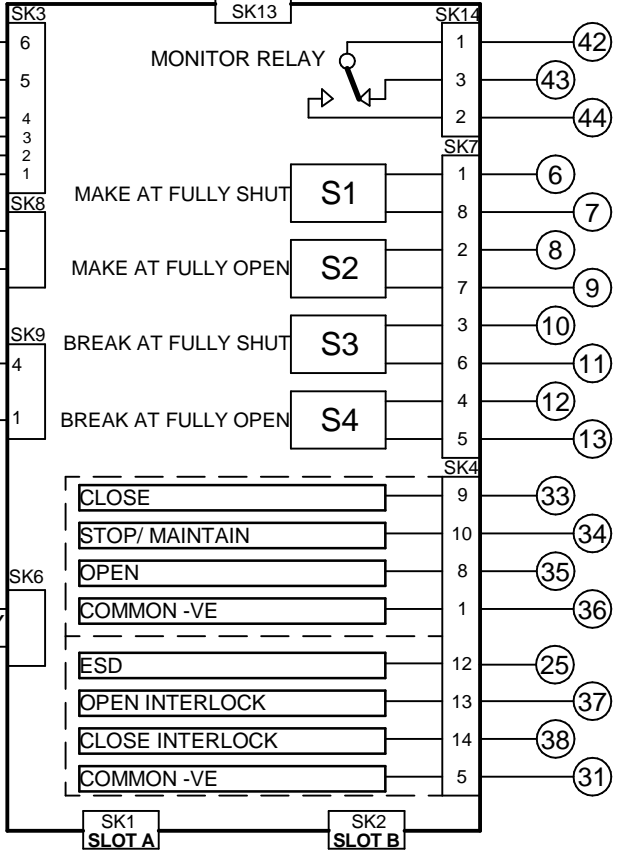 SK3
SK13
SK14
6
MONITOR RELAY
1
42
5
3
43
4
2
44
3
2
1
SK7
MAKE AT FULLY SHUT
S1
1
6
8
7
SK8
MAKE AT FULLY OPEN
S2
2
8
7
9
SK9
BREAK AT FULLY SHUT
S3
3
10
4
6
11
BREAK AT FULLY OPEN
S4
4
12
1
5
13
SK4
CLOSE
9
33
STOP/ MAINTAIN
10
34
SK6
OPEN
8
35
COMMON -VE
1
36
ESD
12
25
OPEN INTERLOCK
13
37
CLOSE INTERLOCK
14
38
COMMON -VE
5
31
SK1
SLOT A
SK2
SLOT B